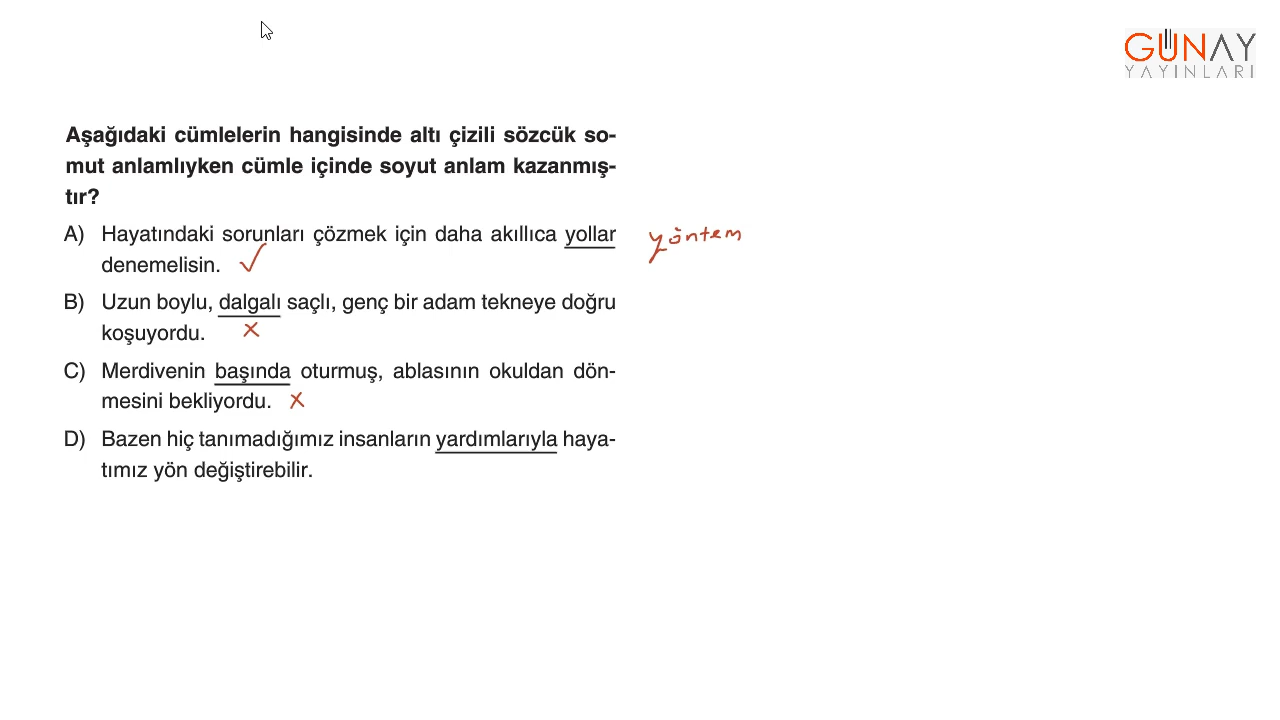 GÜNAY
YAYINLARI
Aşağıdaki cümlelerin hangisinde altı çizili sözcük so-
mut anlamlıyken cümle içinde soyut anlam kazanmış-
tır?
A) Hayatındaki sorunları çözmek için daha akıllıca yollar yöntem
denemelisin.
B) Uzun boylu, dalgalı saçlı, genç bir adam tekneye doğru
koşuyordu.
C) Merdivenin başında oturmuş, ablasının okuldan dön-
mesini bekliyordu.
D) Bazen hiç tanımadığımız insanların yardımlarıyla haya-
tımız yön değiştirebilir.